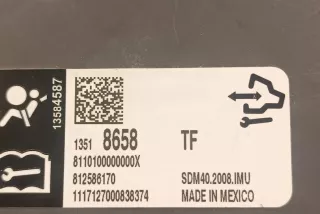 13584587
1351 8658 TF
8110100000000X
812586170 SDM40.2008.IMU
1117127000838374 MADE IN MEXICO